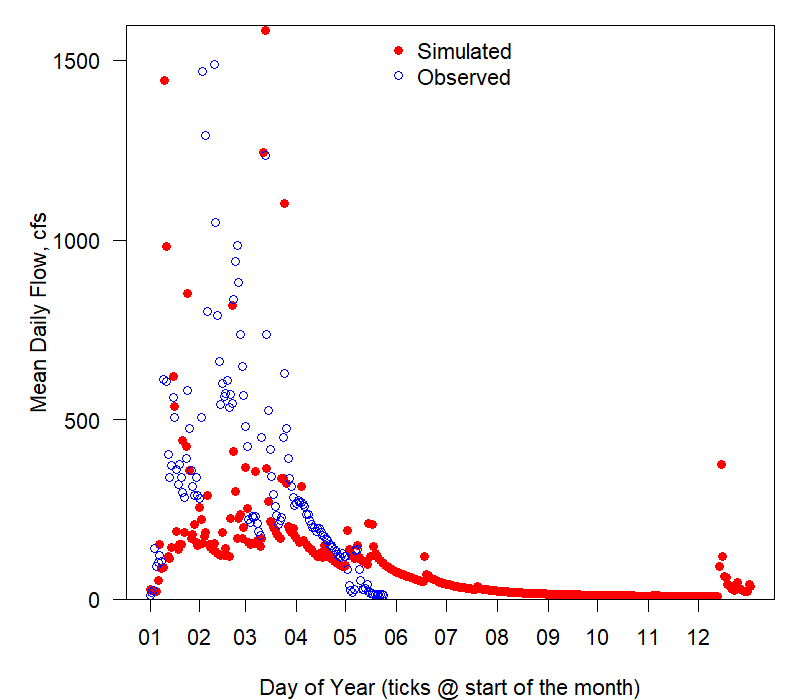 Simulated
Observed
1500
1000
500
0
Mean Daily Flow, cfs
01 02 03 04 05 06 07 08 09 10 11 12
Day of Year (ticks @ start of the month)